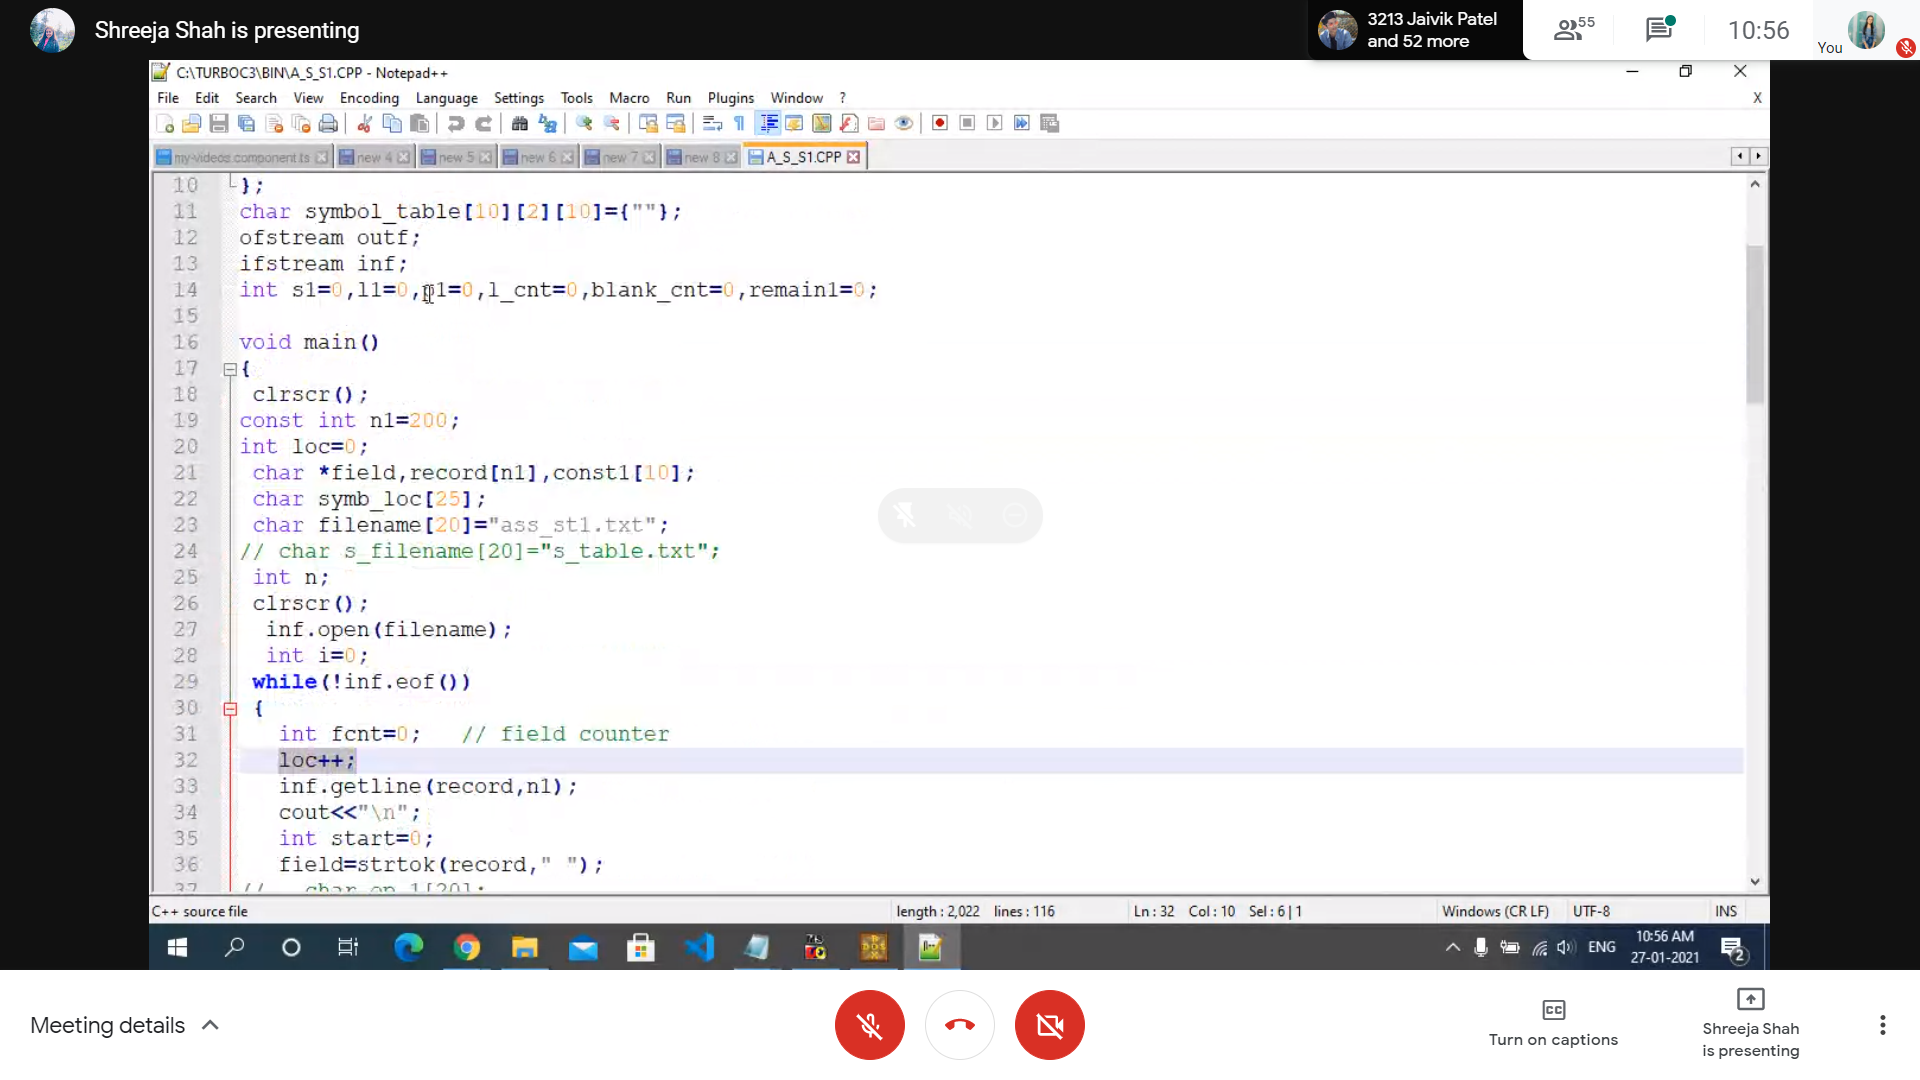 Shreeja Shah is presenting
3213 Jaivik Patel
and 52 more
55
10:56
You
C:\TURBOC3\BIN\A_S_S1.CPP - Notepad++
File Edit Search View Encoding Language Settings Tools Macro Run Plugins Window ?
X
my-videos.component.ts new 4 new 5 new 6 new 7 new 8 A_S_S1.CPP
10 };
11 char symbol_table[10][2][10]={""};
12 ofstream outf;
13 ifstream inf;
14 int s1=0,l1=0,p1=0,l_cnt=0,blank_cnt=0,remain1=0;
15
16 void main()
17 {
18 clrscr();
19 const int n1=200;
20 int loc=0;
21 char *field,record[n1],const1[10];
22 char symb_loc[25];
23 char filename[20]="ass_st1.txt";
24 // char s_filename[20]="s_table.txt";
25 int n;
26 clrscr();
27 inf.open(filename);
28 int i=0;
29 while(!inf.eof())
30 {
31 int fcnt=0; // field counter
32 loc++;
33 inf.getline(record,n1);
34 cout<<"\n";
35 int start=0;
36 field=strtok(record," ");
37 // char op_1[20];
C++ source file length : 2,022 lines : 116 Ln : 32 Col : 10 Sel : 6 | 1 Windows (CR LF) UTF-8 INS
ENG
10:56 AM
27-01-2021
2
Meeting details
Turn on captions
Shreeja Shah
is presenting